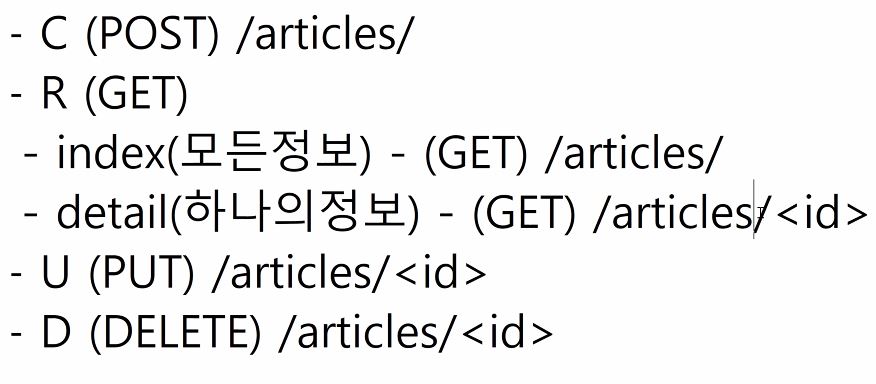 - C (POST) /articles/
- R (GET)
- index(모든정보) - (GET) /articles/
- detail(하나의정보) - (GET) /articles/<id>
- U (PUT) /articles/<id>
- D (DELETE) /articles/<id>